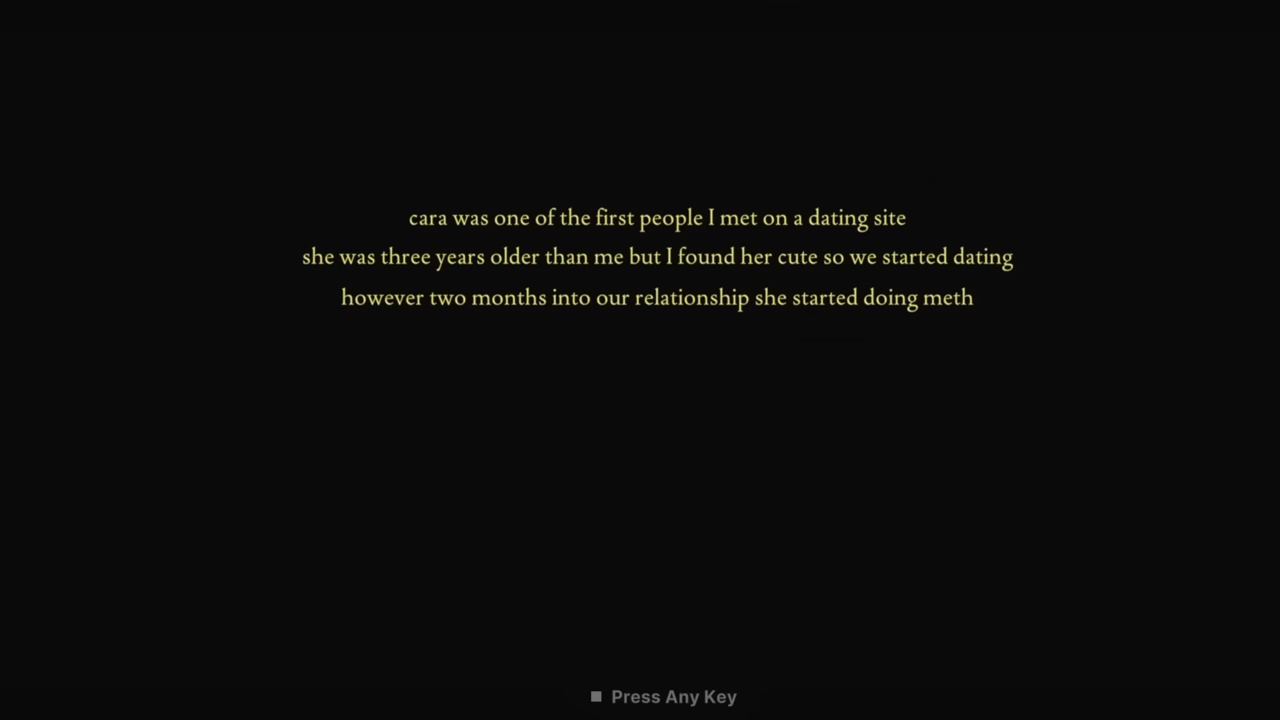 cara was one of the first people I met on a dating site
she was three years older than me but I found her cute so we started dating
however two months into our relationship she started doing meth
Press Any Key